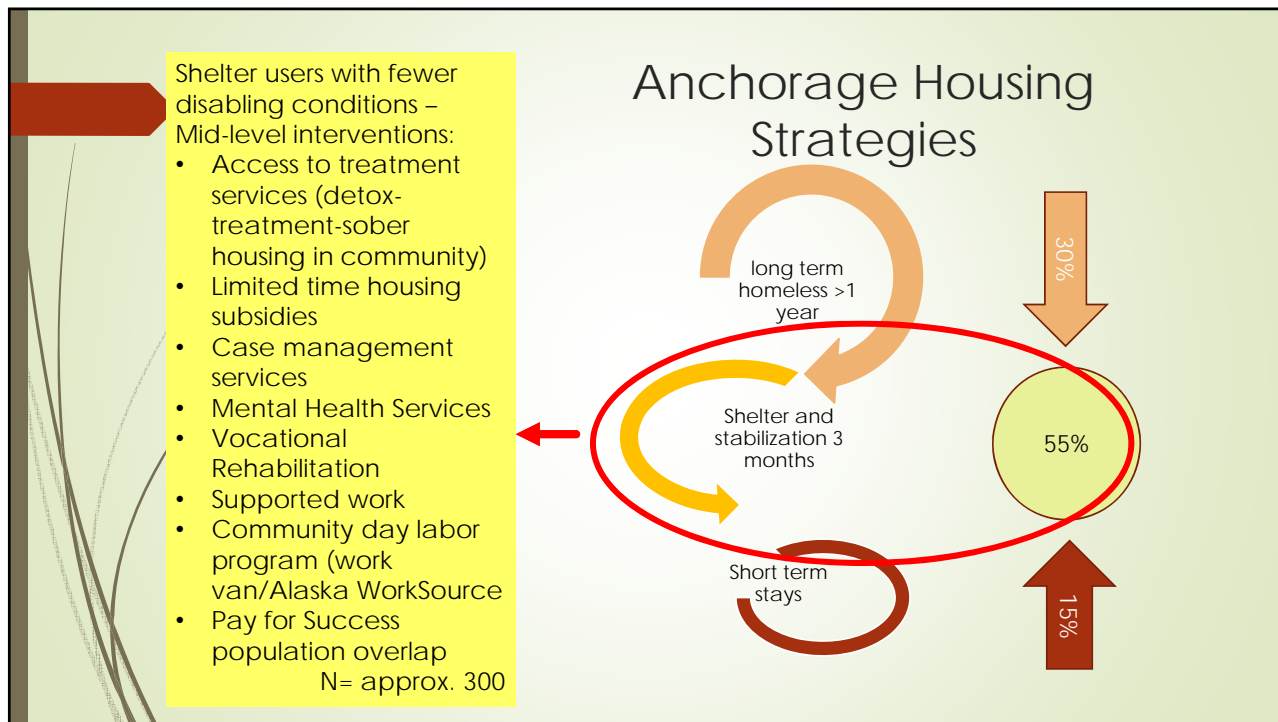 Shelter users with fewer
disabling conditions –
Mid-level interventions:
• Access to treatment
services (detox-
treatment-sober
housing in community)
• Limited time housing
subsidies
• Case management
services
• Mental Health Services
• Vocational
Rehabilitation
• Supported work
• Community day labor
program (work
van/Alaska WorkSource
• Pay for Success
population overlap
N= approx. 300
Anchorage Housing
Strategies
long term
homeless >1
year
30%
Shelter and
stabilization 3
months
55%
Short term
stays
15%